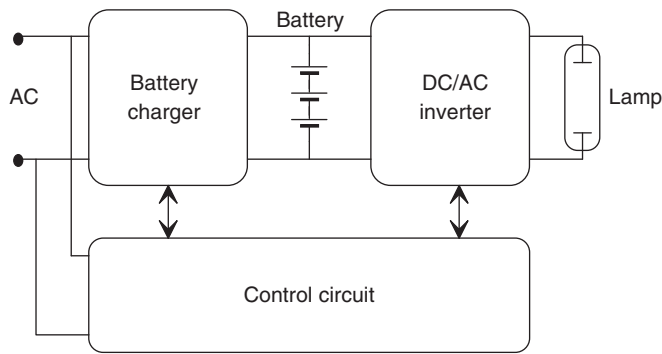 Battery
AC
Battery
charger
DC/AC
inverter
Lamp
Control circuit